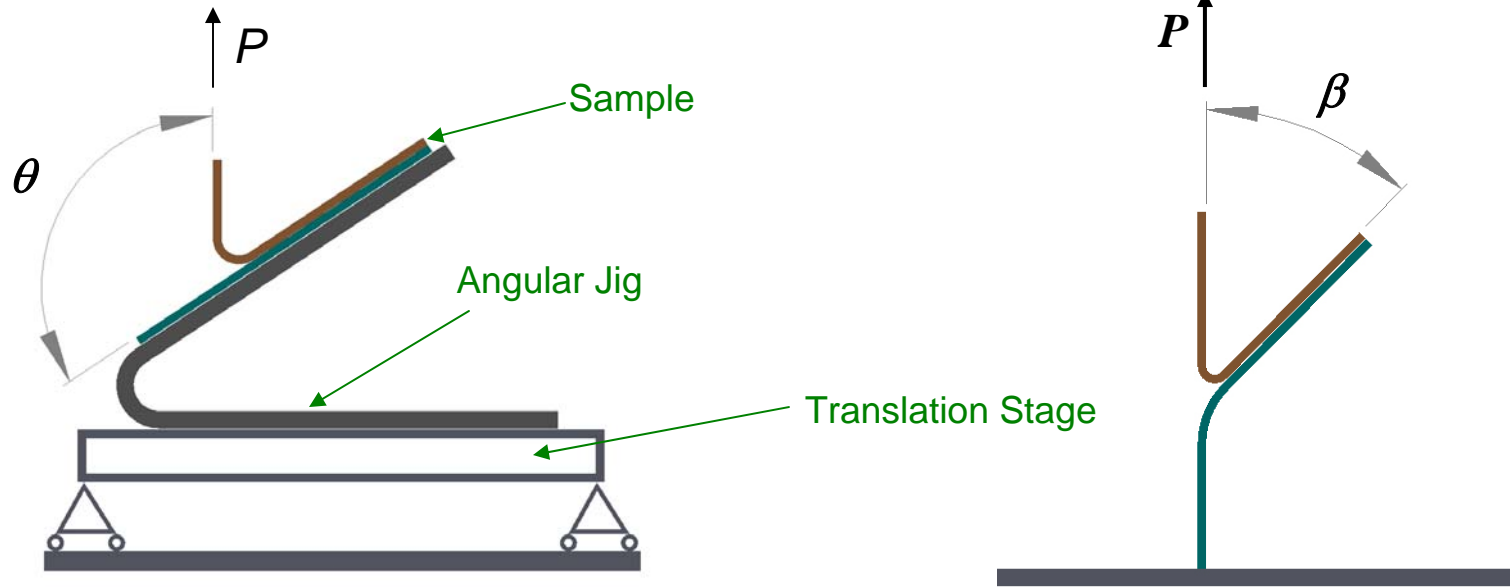 P
Sample
θ
Angular Jig
Translation Stage
P
β